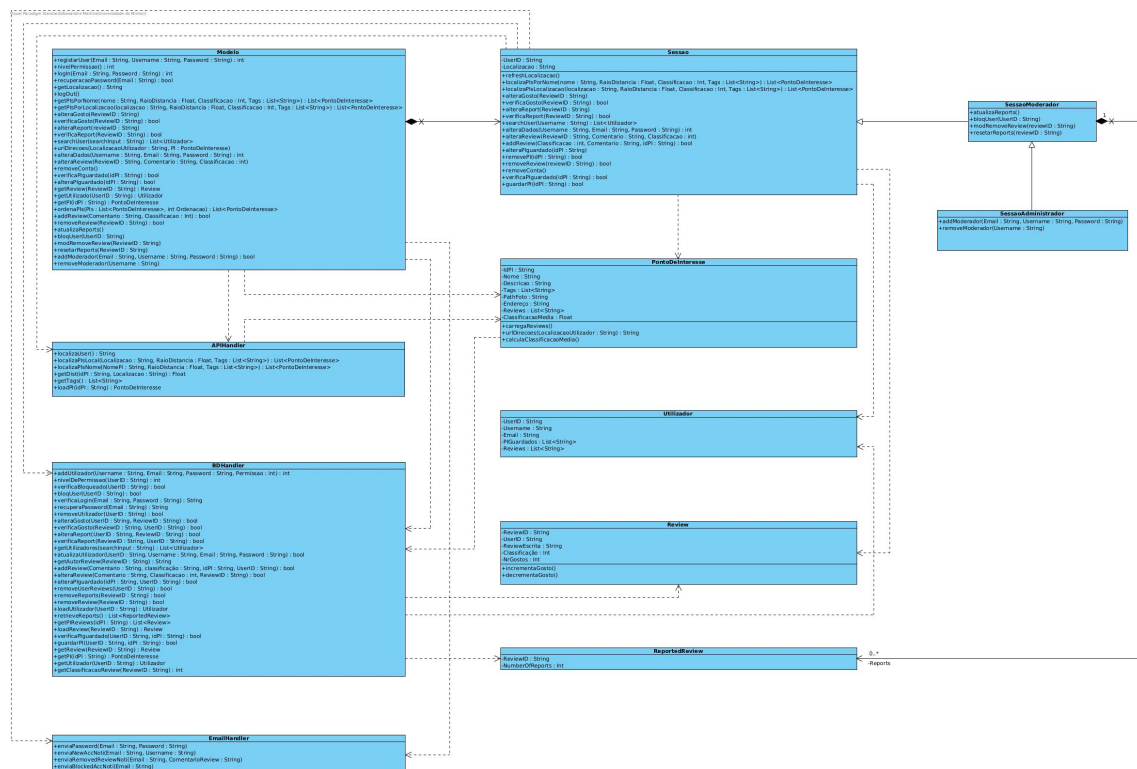 Visual Paradigm Standard(Alexandre Martins(Universidade do Minho))
Modelo
+registarUser(Email : String, Username : String, Password : String) : int
+nivelPermissao() : int
+logIn(Email : String, Password : String) : int
+recuperacaoPassword(Email : String) : bool
+getLocalizacao() : String
+logOut()
+getPIsPorNome(nome : String, RaioDistancia : Float, Classificacao : Int, Tags : List<String>) : List<PontoDeInteresse>
+getPIsPorLocalizacao(localizacao : String, RaioDistancia : Float, Classificacao : Int, Tags : List<String>) : List<PontoDeInteresse>
+alteraGosto(ReviewID : String)
+verificaGosto(ReviewID : String) : bool
+alteraReport(reviewID : String)
+verificaReport(ReviewID : String) : bool
+searchUser(searchInput : String) : List<Utilizador>
+urlDirecoes(LocalizacaoUtilizador : String, PI : PontoDeInteresse)
+alteraDados(Username : String, Email : String, Password : String) : int
+alteraReview(ReviewID : String, Comentario : String, Classificacao : int)
+removeConta()
+verificaPIguardado(idPI : String) : bool
+alteraPIguardado(idPI : String) : bool
+getReview(ReviewID : String) : Review
+getUtilizado(UserID : String) : Utilizador
+getPI(idPI : String) : PontoDeInteresse
+ordenaPIs(PIs : List<PontoDeInteresse>, int Ordenacao) : List<PontoDeInteresse>
+addReview(Comentario : String, Classificacao : Int) : bool
+removeReview(ReviewID : String) : bool
+atualizaReports()
+bloqUser(UserID : String)
+modRemoveReview(ReviewID : String)
+resetarReports(ReviewID : String)
+addModerador(Email : String, Username : String, Password : String) : bool
+removeModerador(Username : String)
Sessao
-UserID : String
-Localizacao : String
+refreshLocalizacao()
+localizaPIsPorNome(nome : String, RaioDistancia : Float, Classificacao : Int, Tags : List<String>) : List<PontoDeInteresse>
+localizaPIsLocalizacao(localizacao : String, RaioDistancia : Float, Classificacao : Int, Tags : List<String>) : List<PontoDeInteresse>
+alteraGosto(ReviewID : String)
+verificaGosto(ReviewID : String) : bool
+alteraReport(ReviewID : String)
+verificaReport(ReviewID : String) : bool
+searchUser(Username : String) : List<Utilizador>
+alteraDados(Username : String, Email : String, Password : String) : int
+alteraReview(ReviewID : String, Comentario : String, Classificacao : int)
+addReview(Classificacao : int, Comentario : String, idPI : String) : bool
+alteraPIguardado(idPI : String)
+removePI(idPI : String) : bool
+removeReview(reviewID : String) : bool
+removeConta()
+verificaPIguardado(idPI : String) : bool
+guardarPI(idPI : String) : bool
SessaoModerador
+atualizaReports()
+bloqUser(UserID : String)
+modRemoveReview(reviewID : String)
+resetarReports(reviewID : String)
1
SessaoAdministrador
+addModerador(Email : String, Username : String, Password : String)
+removeModerador(Username : String)
PontoDeInteresse
-idPI : String
-Nome : String
-Descricao : String
-Tags : List<String>
-PathFoto : String
-Endereço : String
-Reviews : List<String>
-ClassificacaoMedia : Float
+carregaReviews()
+urlDirecoes(LocalizacaoUtilizador : String) : String
+calculaClassificacaoMedia()
APIHandler
+localizaUser() : String
+localizaPIsLocal(Localizacao : String, RaioDistancia : Float, Tags : List<String>) : List<PontoDeInteresse>
+localizaPIsNome(NomePI : String, RaioDistancia : Float, Tags : List<String>) : List<PontoDeInteresse>
+getDist(idPI : String, Localizacao : String) : Float
+getTags() : List<String>
+loadPI(idPI : String) : PontoDeInteresse
Utilizador
-UserID : String
-Username : String
-Email : String
-PIGuardados : List<String>
-Reviews : List<String>
BDHandler
+addUtilizador(Username : String, Email : String, Password : String, Permissao : int) : int
+nivelDePermissao(UserID : String) : int
+verificaBloqueado(UserID : String) : bool
+bloqUser(UserID : String) : bool
+verificaLogin(Email : String, Password : String) : String
+recuperaPassword(Email : String) : String
+removeUtilizador(UserID : String) : bool
+alteraGosto(UserID : String, ReviewID : String) : bool
+verificaGosto(ReviewID : String, UserID : String) : bool
+alteraReport(UserID : String, ReviewID : String) : bool
+verificaReport(ReviewID : String, UserID : String) : bool
+getUtilizadores(searchInput : String) : List<Utilizador>
+atualizaUtilizador(UserID : String, Username : String, Email : String, Password : String) : bool
+getAutorReview(ReviewID : String) : String
+addReview(Comentario : String, classificação : String, idPI : String, UserID : String) : bool
+alteraReview(Comentario : String, Classificacao : int, ReviewID : String) : bool
+alteraPIguardado(idPI : String, UserID : String) : bool
+removeUserReviews(UserID : String) : bool
+removeReports(ReviewID : String) : bool
+removeReview(ReviewID : String) : bool
+loadUtilizador(UserID : String) : Utilizador
+retrieveReports() : List<ReportedReview>
+getPIReviews(idPI : String) : List<Review>
+loadReview(ReviewID : String) : Review
+verificaPIguardado(UserID : String, idPI : String) : bool
+guardarPI(UserID : String, idPI : String) : bool
+getReview(ReviewID : String) : Review
+getPI(idPI : String) : PontoDeInteresse
+getUtilizador(UserID : String) : Utilizador
+getClassificacaoReview(ReviewID : String) : int
Review
-ReviewID : String
-UserID : String
-ReviewEscrita : String
-Classificação : Int
-NrGostos : Int
+incrementaGosto()
+decrementaGosto()
ReportedReview
-ReviewID : String
-NumberOfReports : Int
0..*
-Reports
EmailHandler
+enviaPassword(Email : String, Password : String)
+enviaNewAccNoti(Email : String, Username : String)
+enviaRemovedReviewNoti(Email : String, ComentarioReview : String)
+enviaBlockedAccNoti(Email : String)